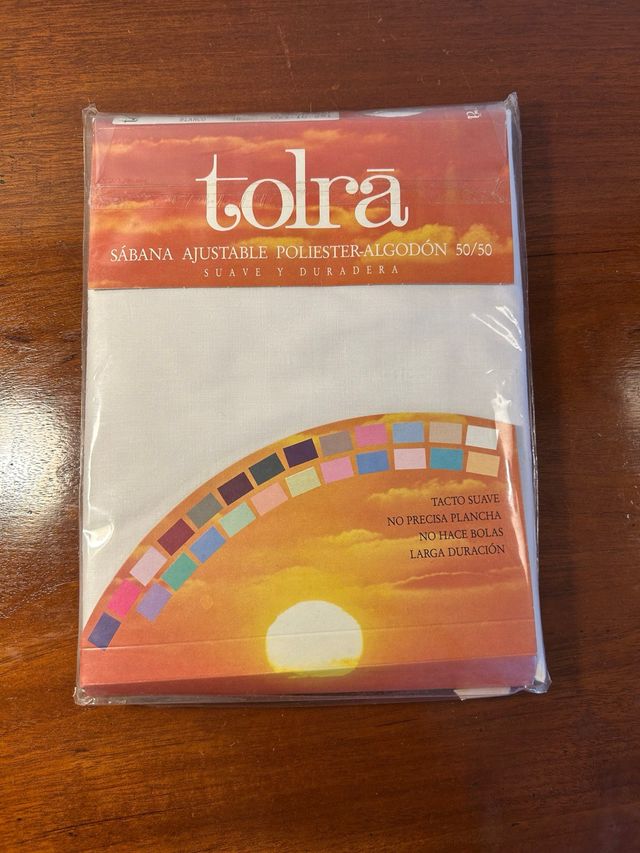 BLANCO
tolrā
SÁBANA AJUSTABLE POLIESTER-ALGODÓN 50/50
SUAVE Y DURADERA
TACTO SUAVE
NO PRECISA PLANCHA
NO HACE BOLAS
LARGA DURACIÓN